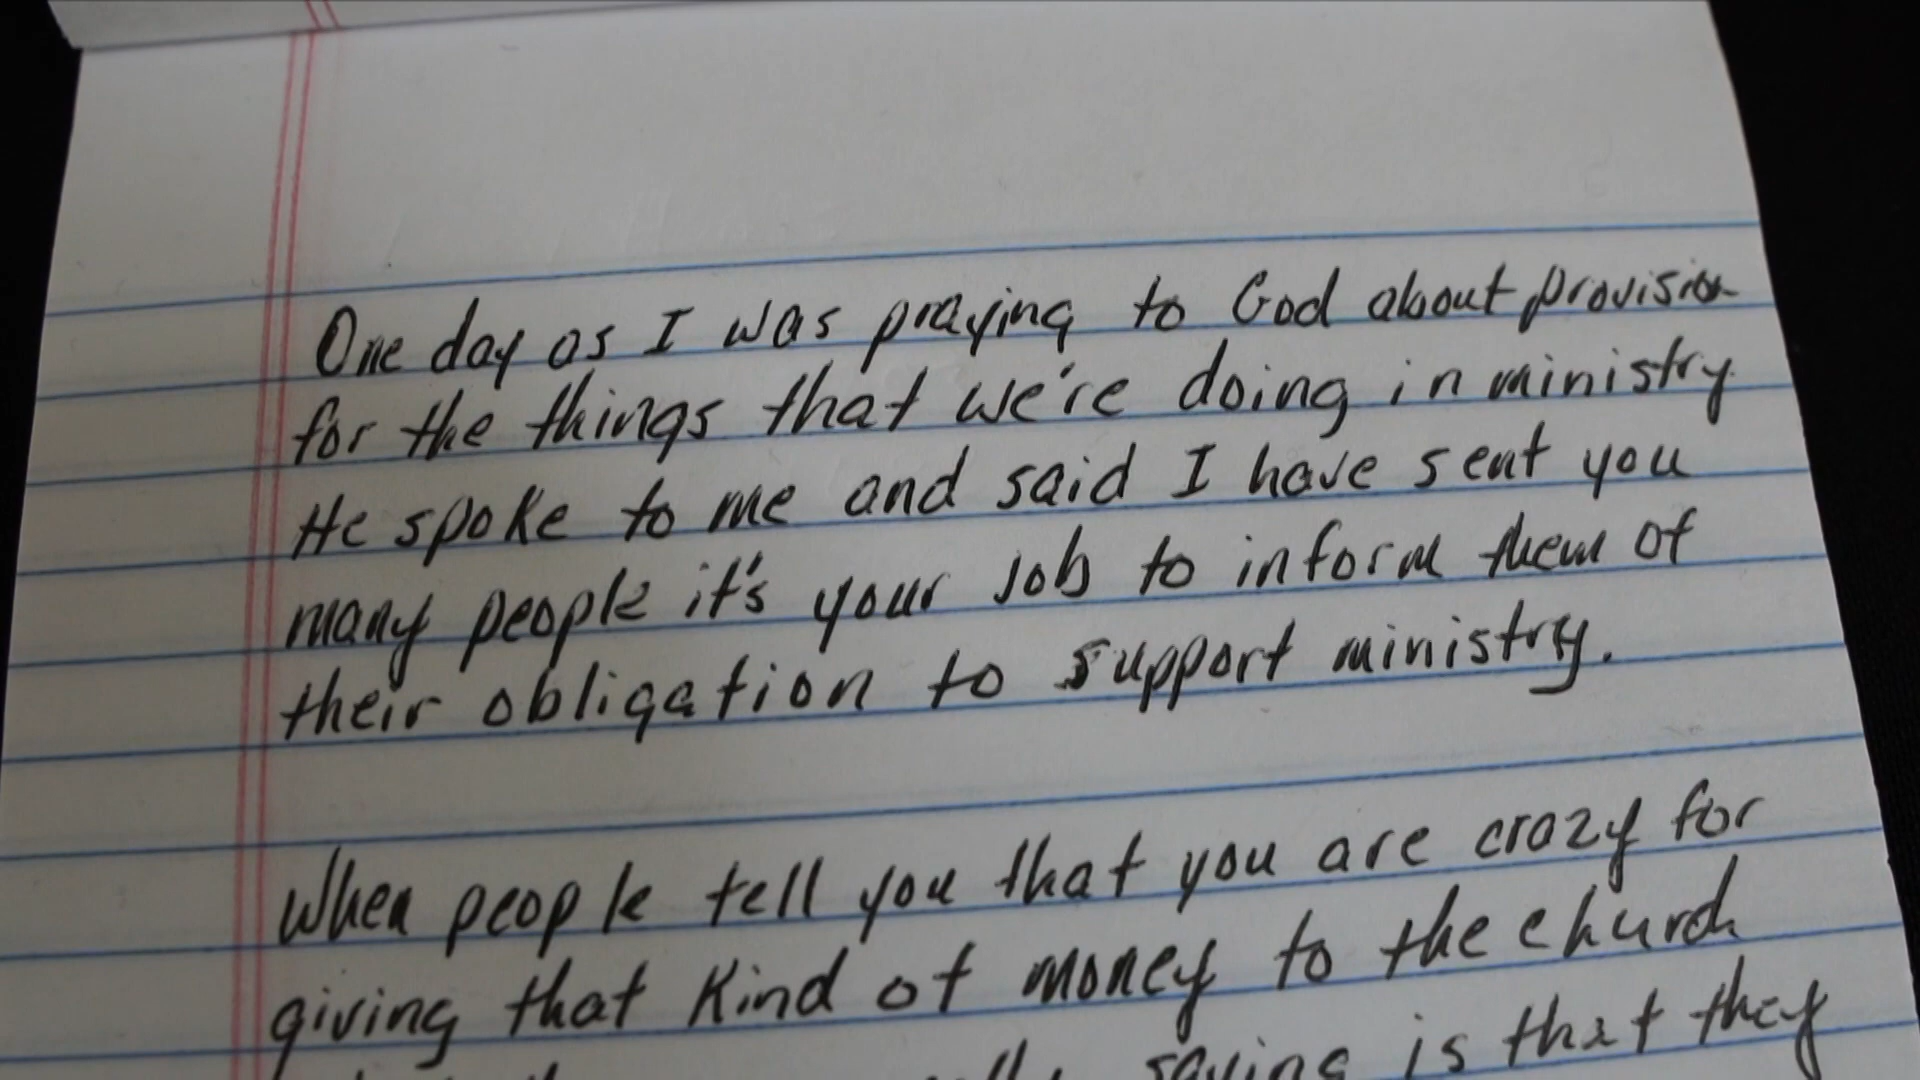 One day as I was praying to God about provision
for the things that we're doing in ministry
He spoke to me and said I have sent you
many people it's your job to inform them of
their obligation to support ministry.
When people tell you that you are crazy for
giving that kind of money to the church
saying is that they